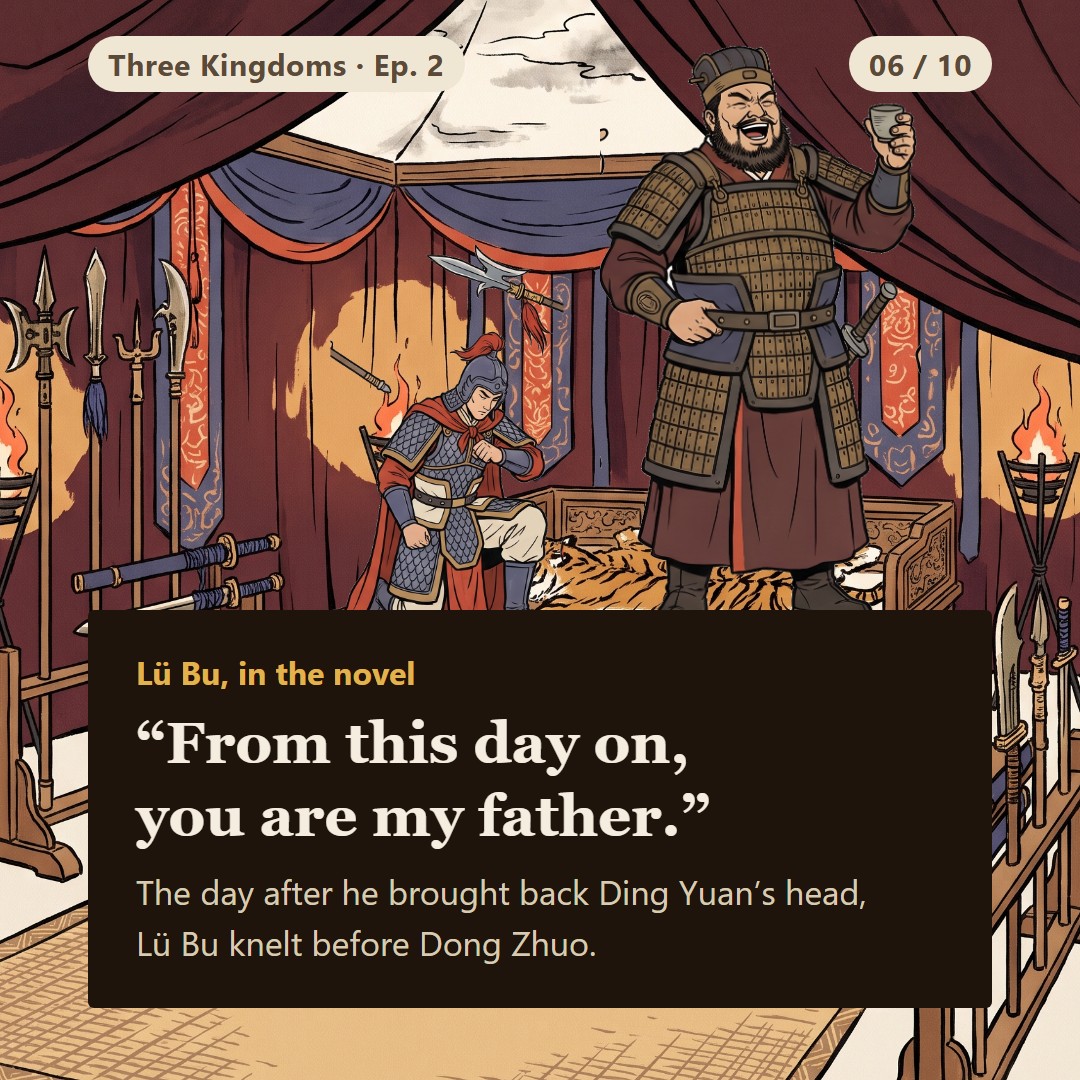 Three Kingdoms · Ep. 2
06 / 10
Lü Bu, in the novel
“From this day on,
you are my father.”
The day after he brought back Ding Yuan’s head,
Lü Bu knelt before Dong Zhuo.